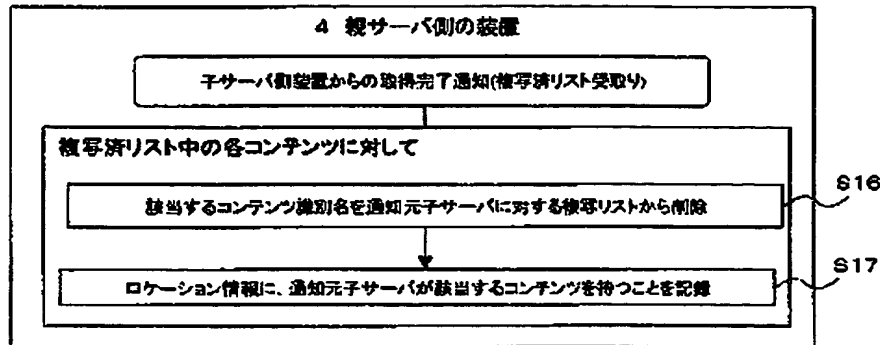 4 親サーバ側の装置
子サーバ側装置からの取得完了通知(複写済リスト受取り)
複写済リスト中の各コンテンツに対して
該当するコンテンツ識別名を通知元子サーバに対する複写リストから削除
S16
ロケーション情報に、通知元子サーバが該当するコンテンツを持つことを記録
S17